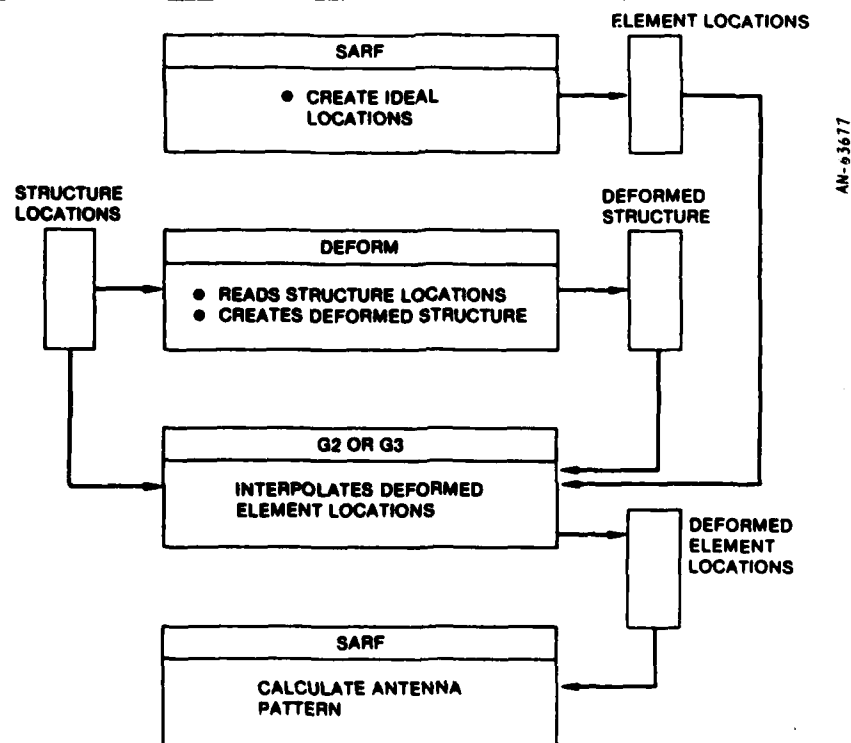 ELEMENT LOCATIONS
SARF
● CREATE IDEAL
LOCATIONS
AN-63677
STRUCTURE
LOCATIONS
DEFORMED
STRUCTURE
DEFORM
● READS STRUCTURE LOCATIONS
● CREATES DEFORMED STRUCTURE
G2 OR G3
INTERPOLATES DEFORMED
ELEMENT LOCATIONS
DEFORMED
ELEMENT
LOCATIONS
SARF
CALCULATE ANTENNA
PATTERN